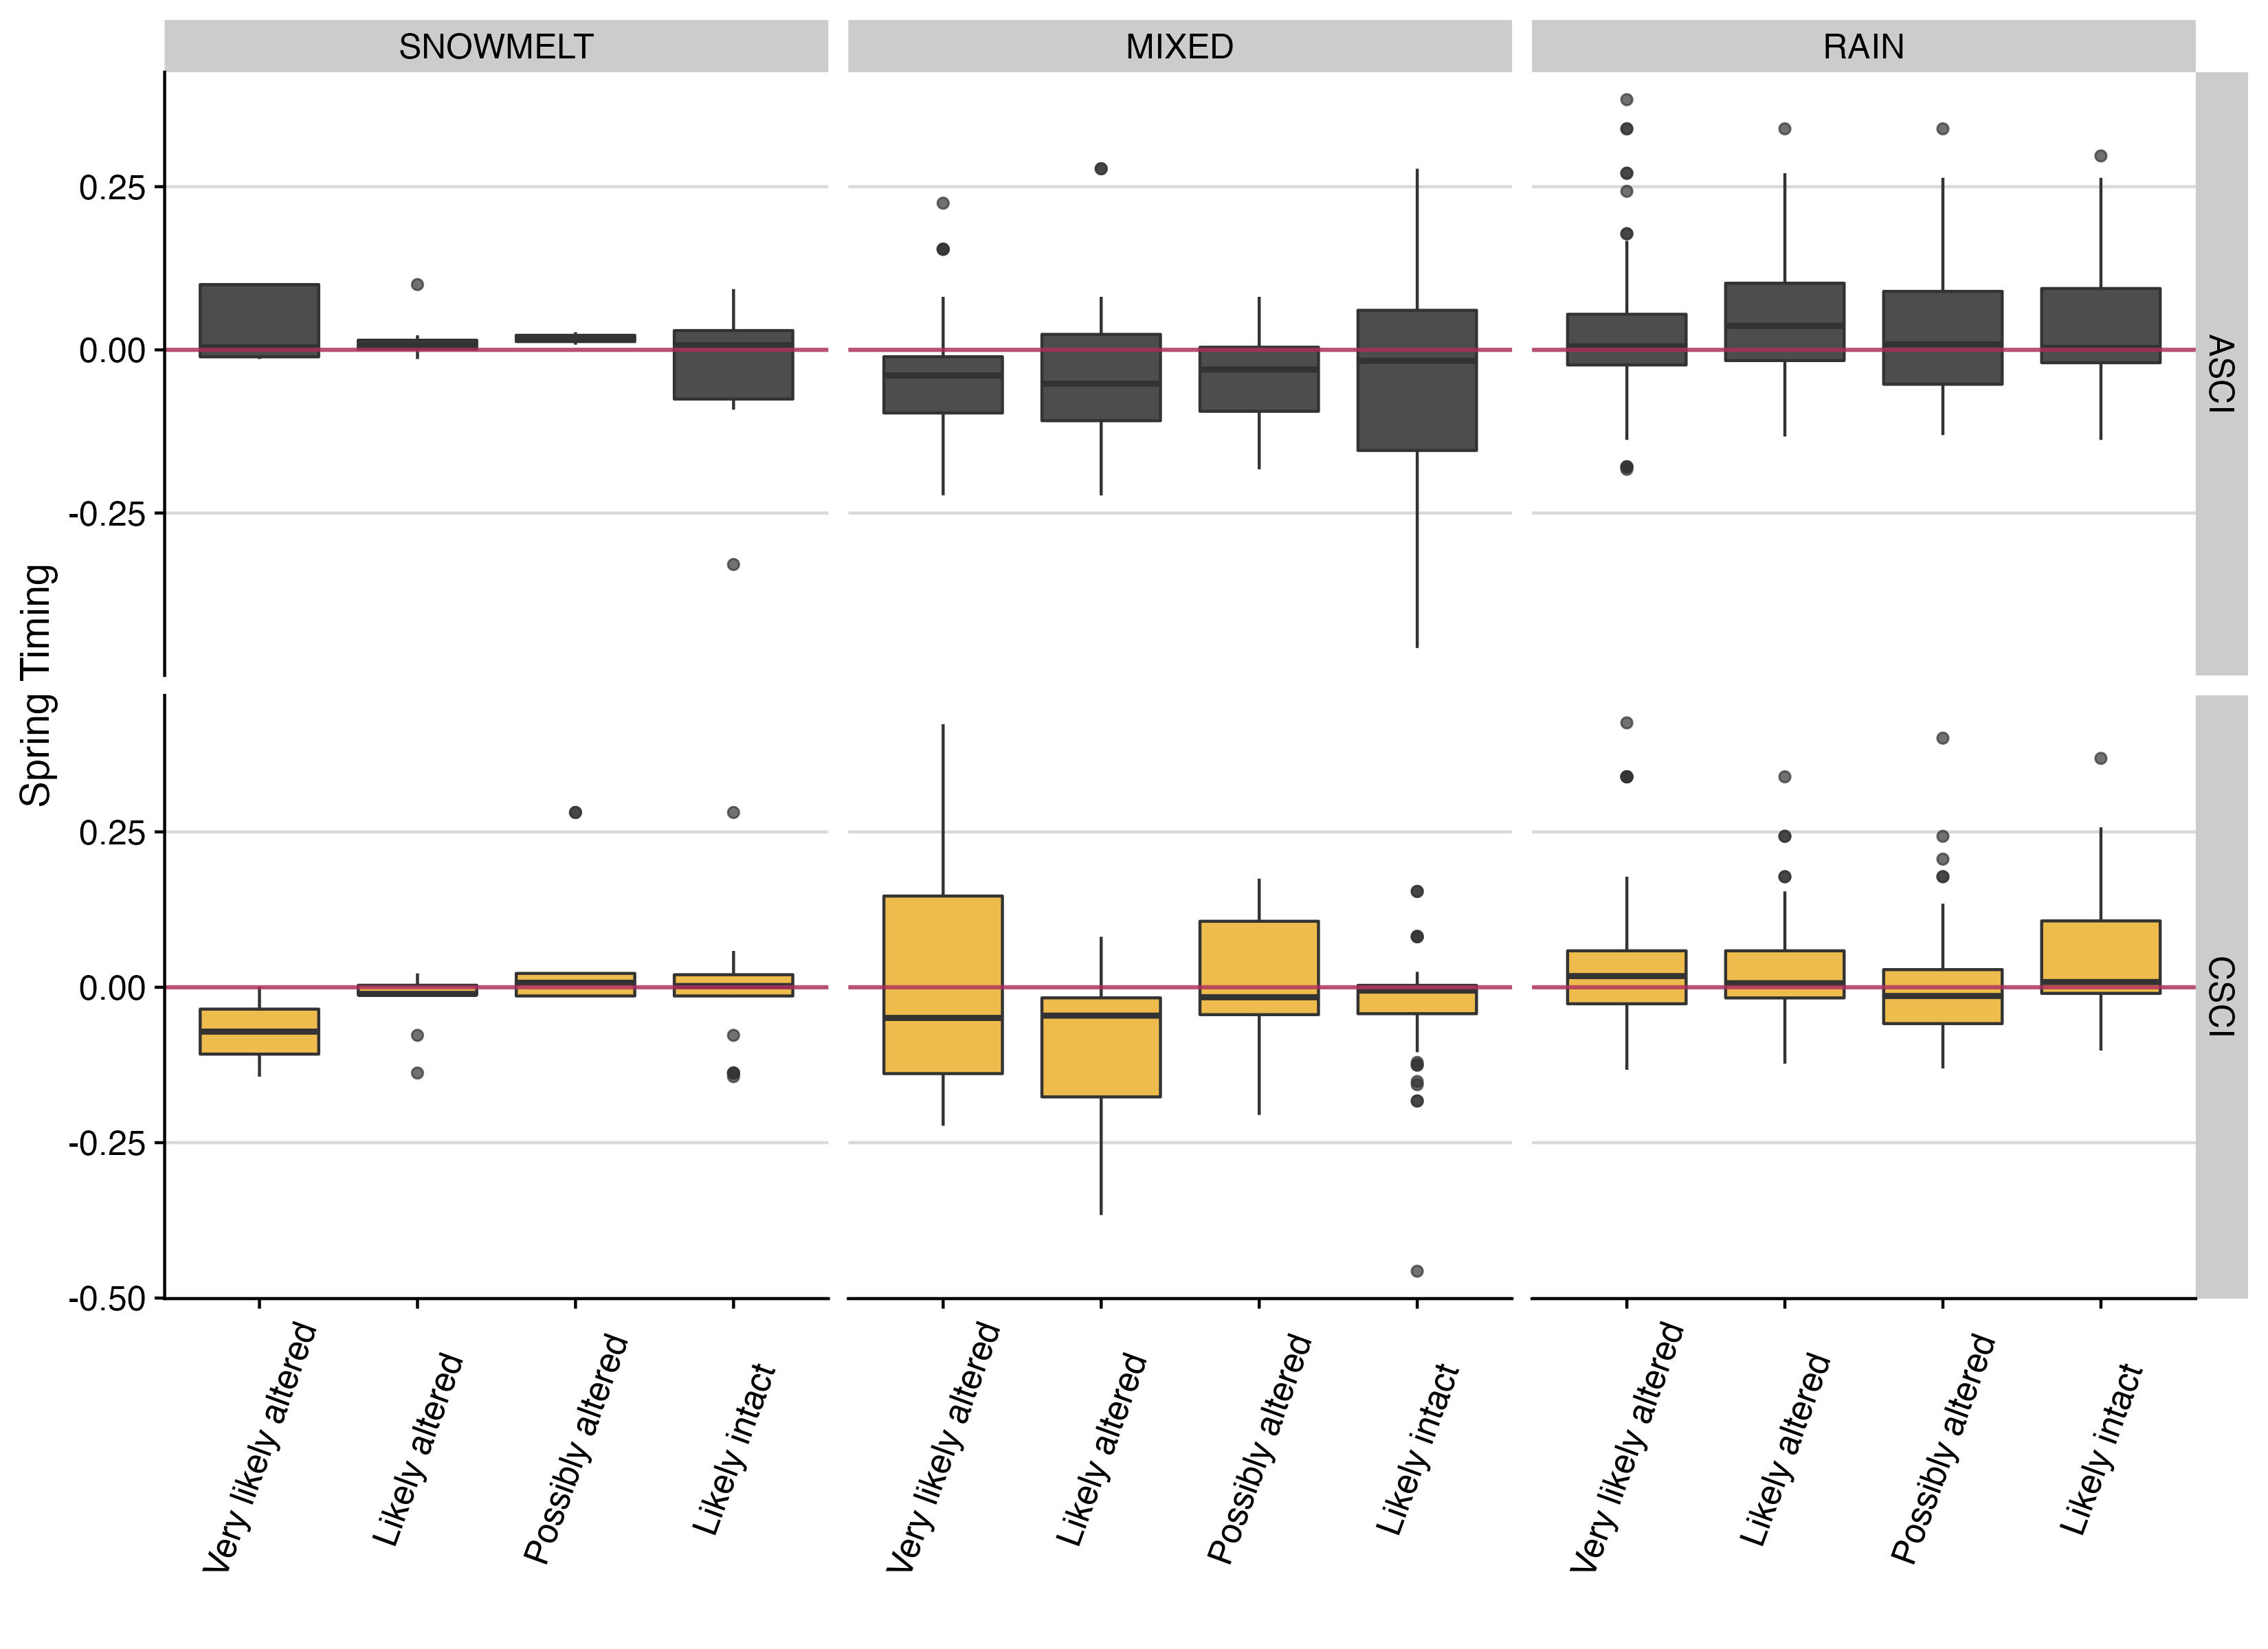 SNOWMELT MIXED RAIN
Spring Timing
0.25
0.00
-0.25
ASCI
0.25
0.00
-0.25
-0.50
CSCI
Very likely altered
Likely altered
Possibly altered
Likely intact
Very likely altered
Likely altered
Possibly altered
Likely intact
Very likely altered
Likely altered
Possibly altered
Likely intact